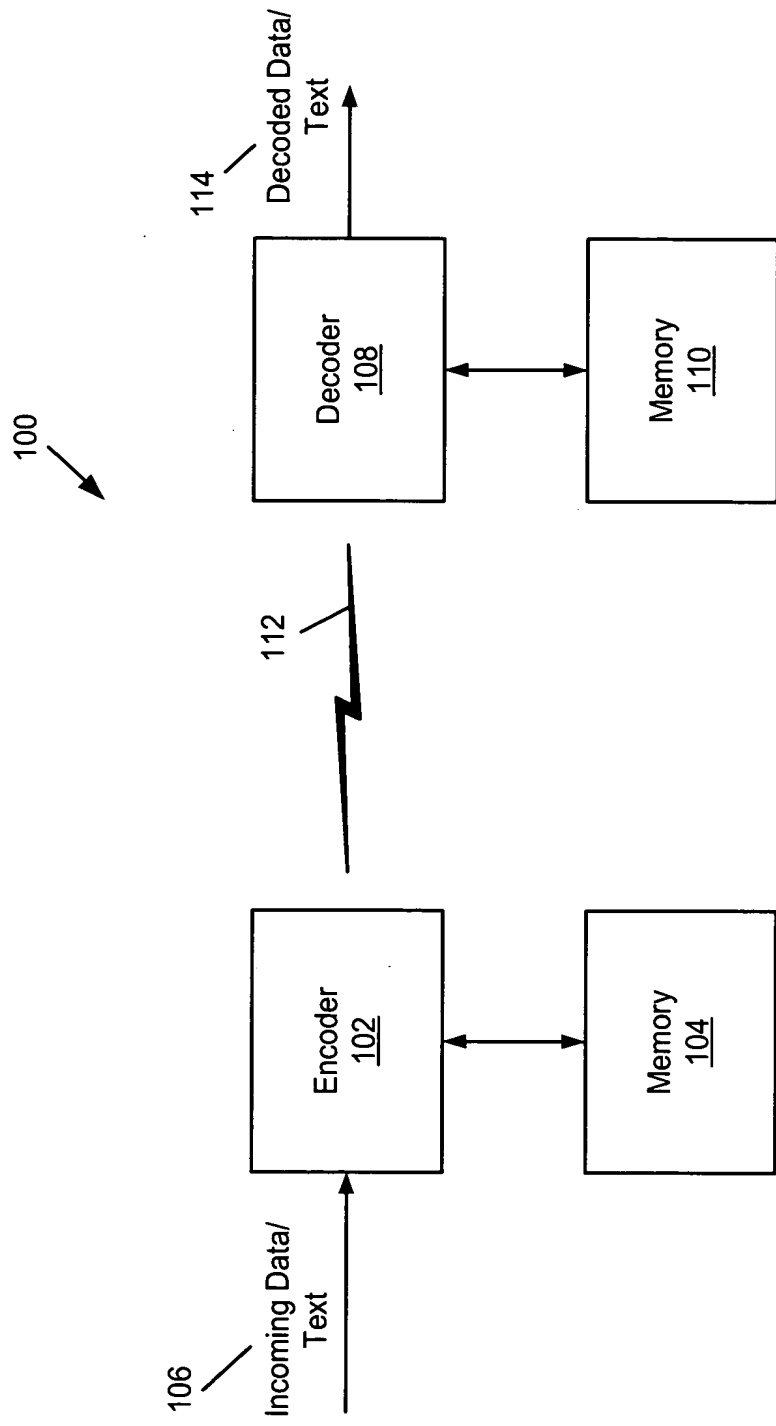 100
106
Incoming Data/
Text
Encoder
102
Memory
104
112
Decoder
108
Memory
110
114
Decoded Data/
Text